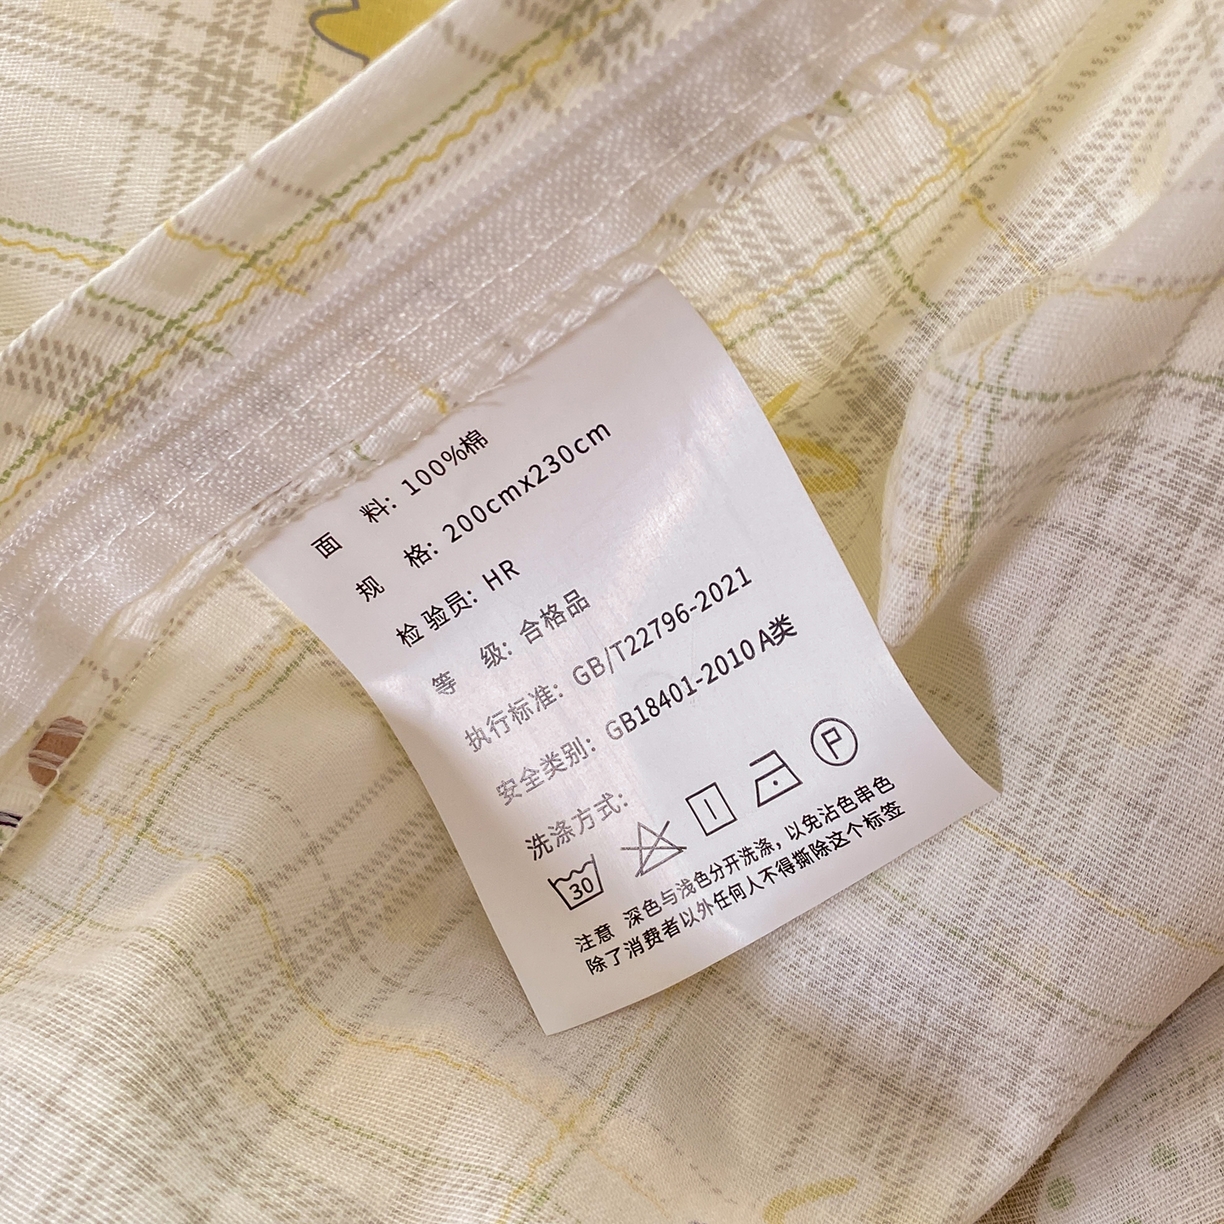 面 料: 100%棉
规 格: 200cmx230cm
检验员: HR
等 级: 合格品
执行标准: GB/T22796-2021
安全类别: GB18401-2010 A类
洗涤方式:
30
P
注意 深色与浅色分开洗涤，以免沾色串色
除了消费者以外任何人不得撕除这个标签